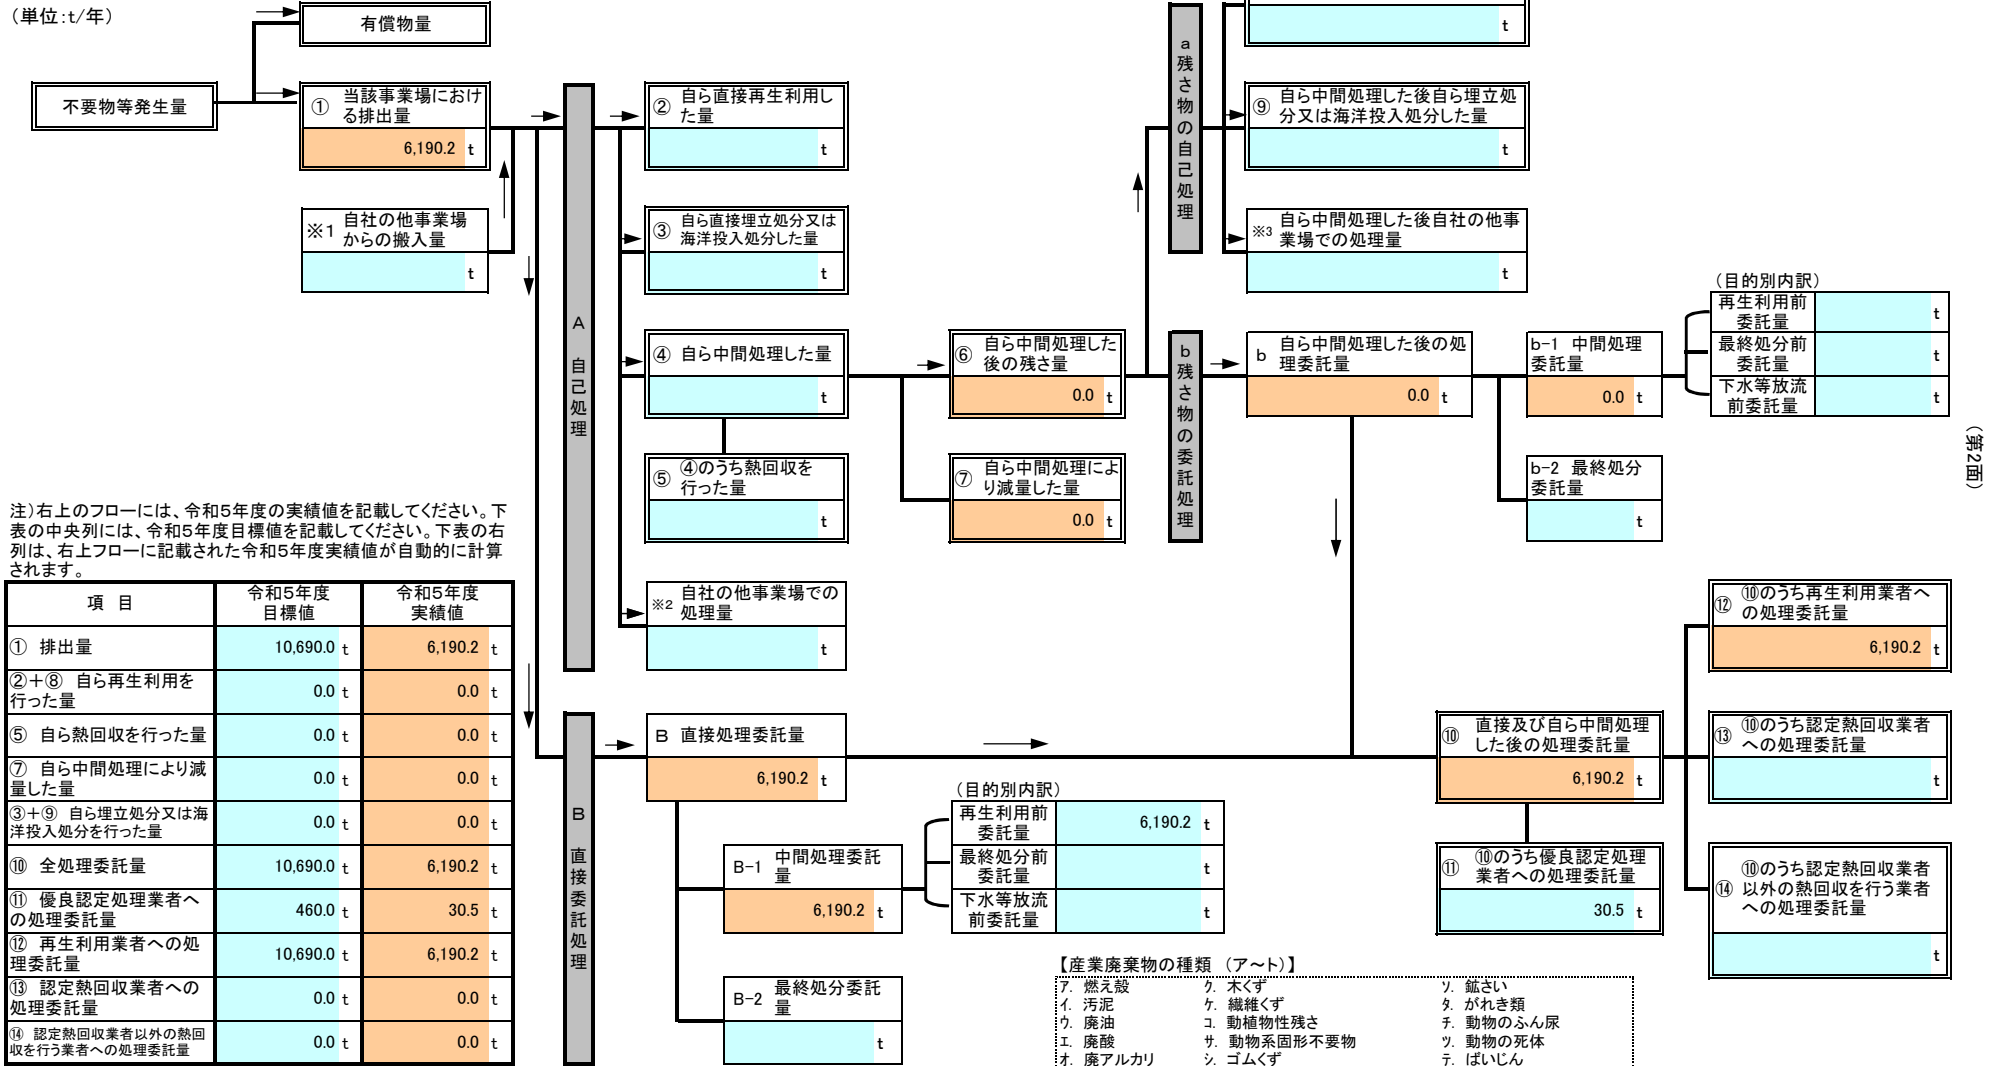 （単位：t/年）
有償物量
不要物等発生量
①
当該事業場におけ
る排出量
6,190.2 t
※1
自社の他事業場
からの搬入量
t
A
自
己
処
理
②
自ら直接再生利用し
た量
t
③
自ら直接埋立処分又は
海洋投入処分した量
t
④ 自ら中間処理した量
t
⑤
④のうち熱回収を
行った量
t
※2
自社の他事業場での
処理量
t
⑥
自ら中間処理した
後の残さ量
0.0 t
⑦
自ら中間処理によ
り減量した量
0.0 t
a
残
さ
物
の
自
己
処
理
t
⑨
自ら中間処理した後自ら埋立処
分又は海洋投入処分した量
t
※3
自ら中間処理した後自社の他事
業場での処理量
t
b
残
さ
物
の
委
託
処
理
b
自ら中間処理した後の処
理委託量
0.0 t
b-1 中間処理
委託量
0.0 t
b-2 最終処分
委託量
t
（目的別内訳）
再生利用前
委託量
t
最終処分前
委託量
t
下水等放流
前委託量
t
（第2面）
注）右上のフローには、令和5年度の実績値を記載してください。下
表の中央列には、令和5年度目標値を記載してください。下表の右
列は、右上フローに記載された令和5年度実績値が自動的に計算
されます。
項 目
令和5年度
目標値
令和5年度
実績値
① 排出量
10,690.0 t
6,190.2 t
②＋⑧ 自ら再生利用を
行った量
0.0 t
0.0 t
⑤ 自ら熱回収を行った量
0.0 t
0.0 t
⑦ 自ら中間処理により減
量した量
0.0 t
0.0 t
③＋⑨ 自ら埋立処分又は海
洋投入処分を行った量
0.0 t
0.0 t
⑩ 全処理委託量
10,690.0 t
6,190.2 t
⑪ 優良認定処理業者へ
の処理委託量
460.0 t
30.5 t
⑫ 再生利用業者への処
理委託量
10,690.0 t
6,190.2 t
⑬ 認定熱回収業者への
処理委託量
0.0 t
0.0 t
⑭ 認定熱回収業者以外の熱回
収を行う業者への処理委託量
0.0 t
0.0 t
B
直
接
委
託
処
理
B 直接処理委託量
6,190.2 t
B-1
中間処理委託
量
6,190.2 t
B-2
最終処分委託
量
t
（目的別内訳）
再生利用前
委託量
6,190.2 t
最終処分前
委託量
t
下水等放流
前委託量
t
⑩
直接及び自ら中間処理
した後の処理委託量
6,190.2 t
⑪
⑩のうち優良認定処理
業者への処理委託量
30.5 t
⑫
⑩のうち再生利用業者へ
の処理委託量
6,190.2 t
⑬
⑩のうち認定熱回収業者
への処理委託量
t
⑭
⑩のうち認定熱回収業者
以外の熱回収を行う業者
への処理委託量
t
【産業廃棄物の種類 （ア～ト）】
ア. 燃え殻 ク. 木くず ソ. 鉱さい
イ. 汚泥 ケ. 繊維くず タ. がれき類
ウ. 廃油 コ. 動植物性残さ チ. 動物のふん尿
エ. 廃酸 サ. 動物系固形不要物 ツ. 動物の死体
オ. 廃アルカリ シ. ゴムくず テ. ばいじん